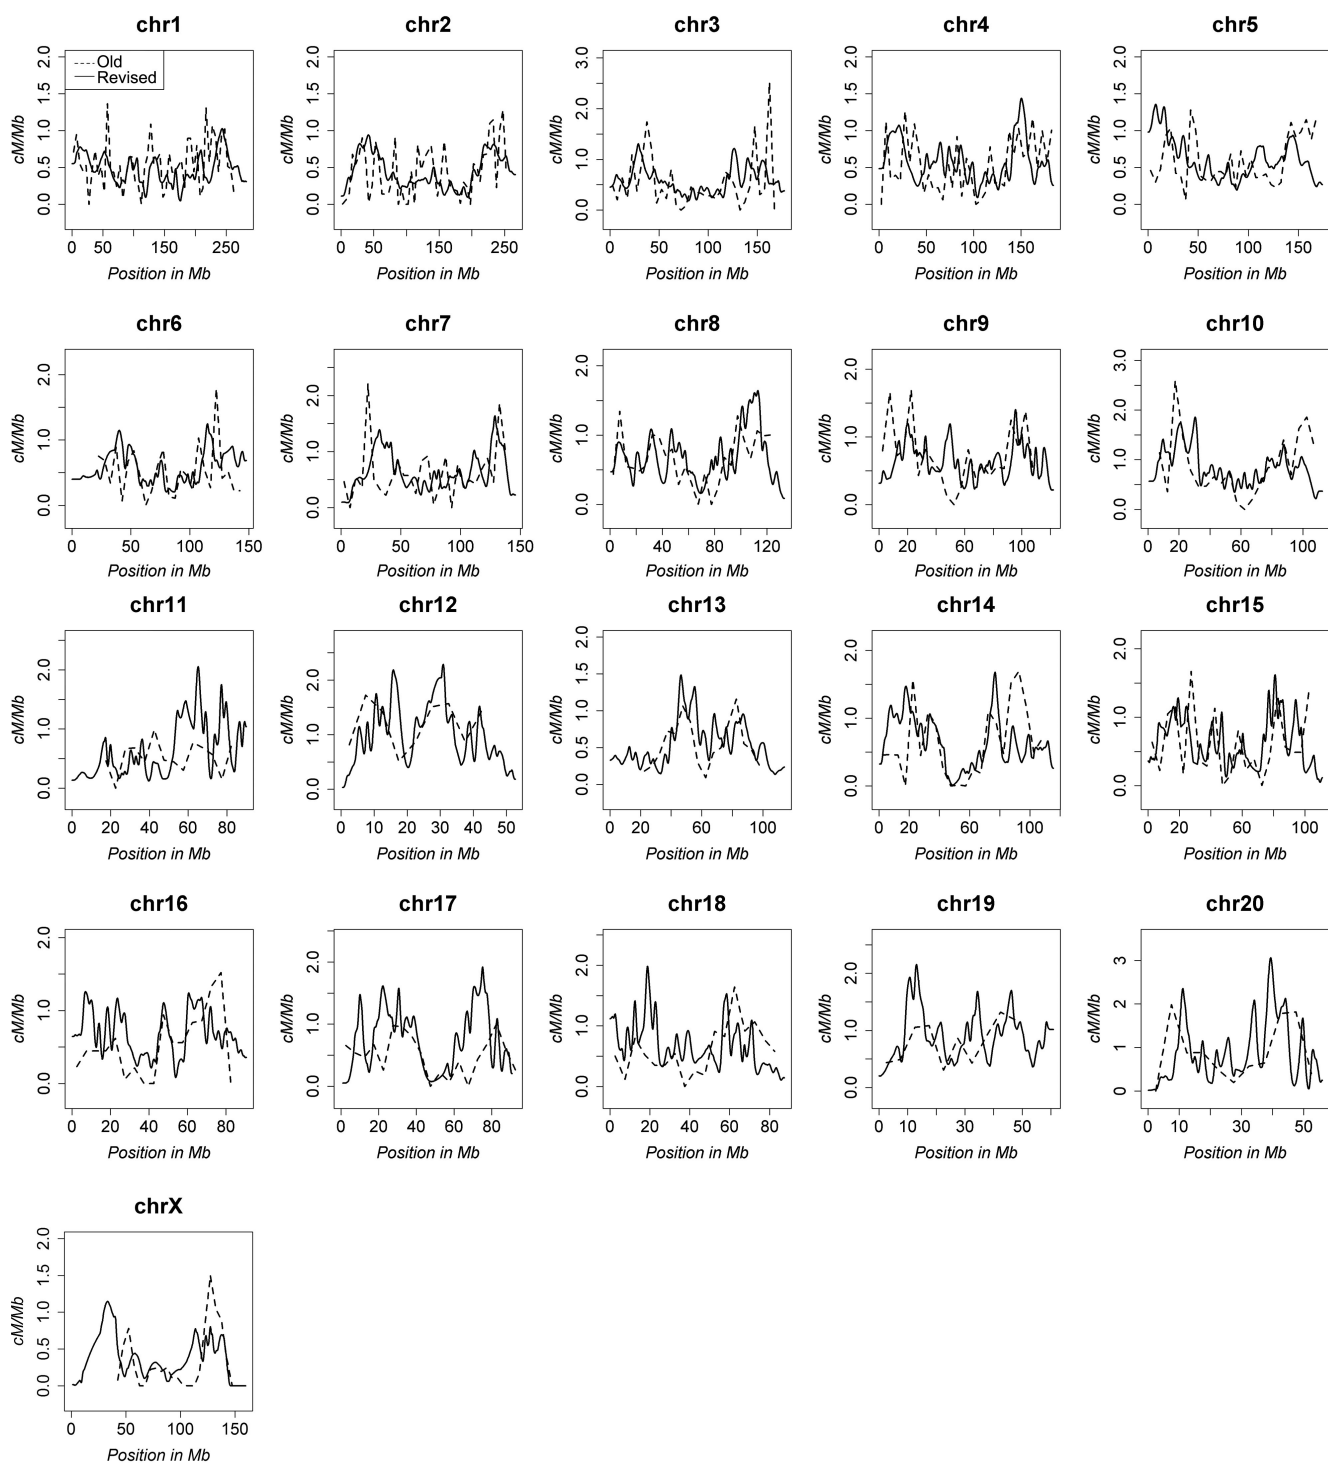 chr1
chr2
chr3
chr4
chr5
Old
Revised
cM/Mb
0.0 0.5 1.0 1.5 2.0
0 50 150 250
Position in Mb
cM/Mb
0.0 0.5 1.0 1.5 2.0
0 50 150 250
Position in Mb
cM/Mb
0.0 1.0 2.0 3.0
0 50 100 150
Position in Mb
cM/Mb
0.0 0.5 1.0 1.5 2.0
0 50 100 150
Position in Mb
cM/Mb
0.0 0.5 1.0 1.5 2.0
0 50 100 150
Position in Mb
chr6
chr7
chr8
chr9
chr10
cM/Mb
0.0 1.0 2.0
0 50 100 150
Position in Mb
cM/Mb
0.0 1.0 2.0
0 50 100 150
Position in Mb
cM/Mb
0.0 1.0 2.0
0 40 80 120
Position in Mb
cM/Mb
0.0 1.0 2.0
0 20 60 100
Position in Mb
cM/Mb
0.0 1.0 2.0 3.0
0 20 60 100
Position in Mb
chr11
chr12
chr13
chr14
chr15
cM/Mb
0.0 1.0 2.0
0 20 40 60 80
Position in Mb
cM/Mb
0.0 1.0 2.0
0 10 20 30 40 50
Position in Mb
cM/Mb
0.0 0.5 1.0 1.5 2.0
0 20 60 100
Position in Mb
cM/Mb
0.0 1.0 2.0
0 20 60 100
Position in Mb
cM/Mb
0.0 1.0 2.0
0 20 60 100
Position in Mb
chr16
chr17
chr18
chr19
chr20
cM/Mb
0.0 1.0 2.0
0 20 40 60 80
Position in Mb
cM/Mb
0.0 1.0 2.0
0 20 40 60 80
Position in Mb
cM/Mb
0.0 1.0 2.0
0 20 40 60 80
Position in Mb
cM/Mb
0.0 1.0 2.0
0 10 30 50
Position in Mb
cM/Mb
0 1 2 3
0 10 30 50
Position in Mb
chrX
cM/Mb
0.0 0.5 1.0 1.5 2.0
0 50 100 150
Position in Mb